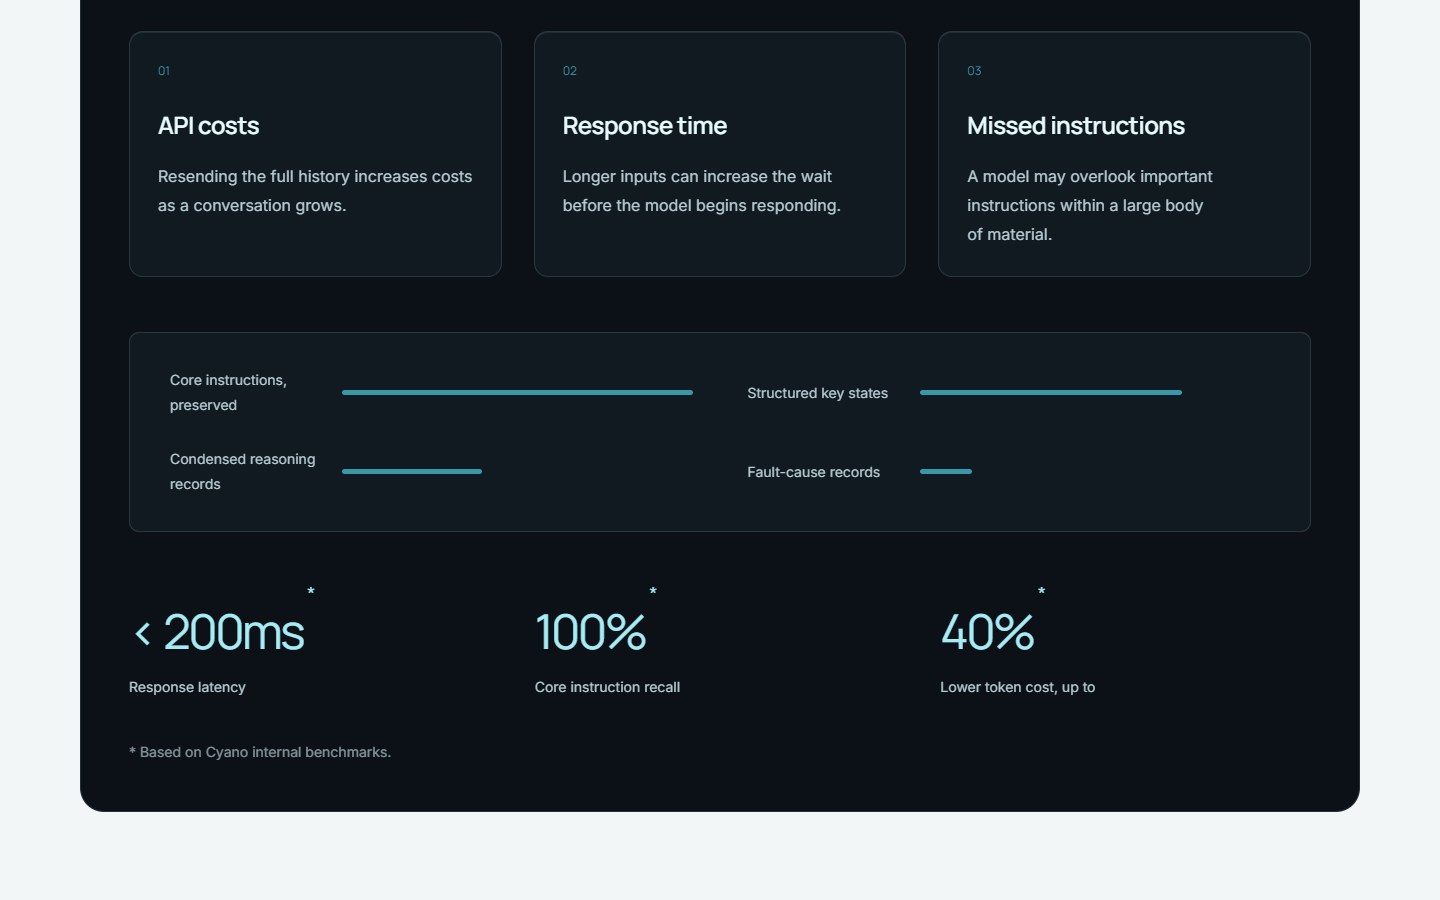 01
API costs
Resending the full history increases costs
as a conversation grows.
02
Response time
Longer inputs can increase the wait
before the model begins responding.
03
Missed instructions
A model may overlook important
instructions within a large body
of material.
Core instructions,
preserved
Structured key states
Condensed reasoning
records
Fault-cause records
< 200ms*
Response latency
100%*
Core instruction recall
40%*
Lower token cost, up to
* Based on Cyano internal benchmarks.